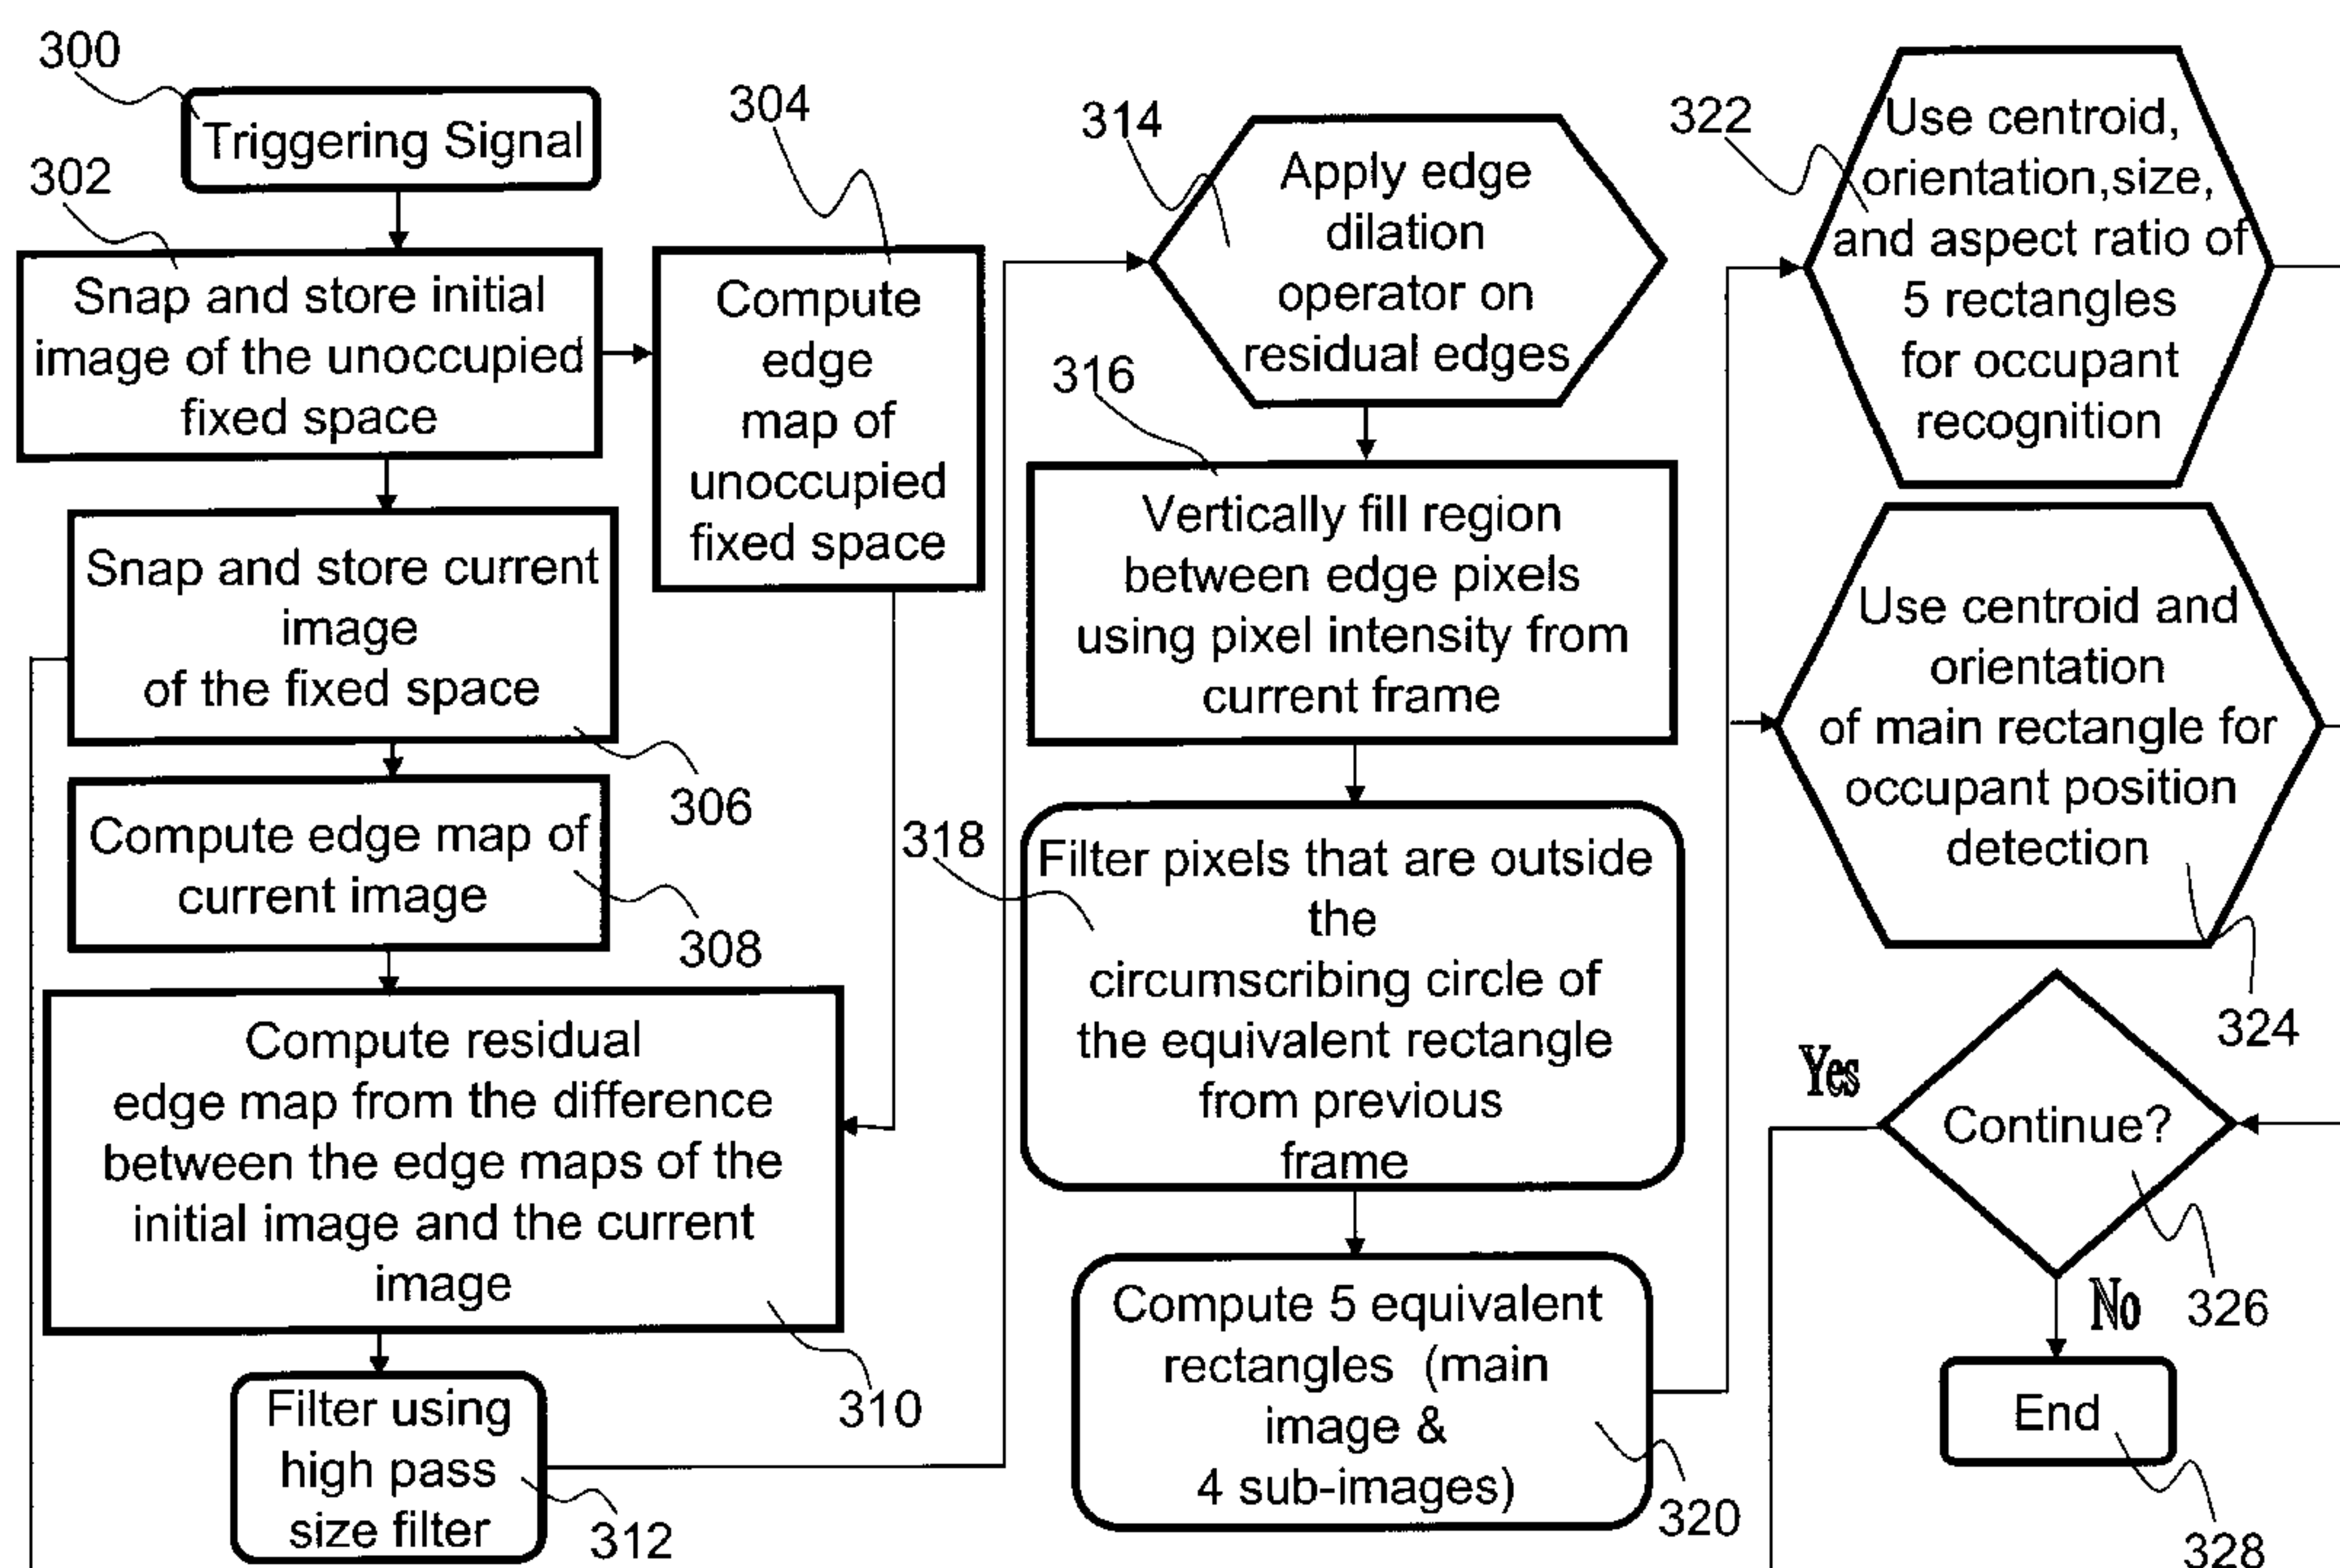 300
Triggering Signal
302
Snap and store initial
image of the unoccupied
fixed space
304
Compute
edge
map of
unoccupied
fixed space
Snap and store current
image
of the fixed space
306
Compute edge map of
current image
308
Compute residual
edge map from the difference
between the edge maps of the
initial image and the current
image
310
Filter using
high pass
size filter
312
314
Apply edge
dilation
operator on
residual edges
316
Vertically fill region
between edge pixels
using pixel intensity from
current frame
318
Filter pixels that are outside
the
circumscribing circle of
the equivalent rectangle
from previous
frame
Compute 5 equivalent
rectangles (main
image &
4 sub-images)
320
322
Use centroid,
orientation,size,
and aspect ratio of
5 rectangles
for occupant
recognition
Use centroid and
orientation
of main rectangle for
occupant position
detection
324
Yes
Continue?
326
No
End
328